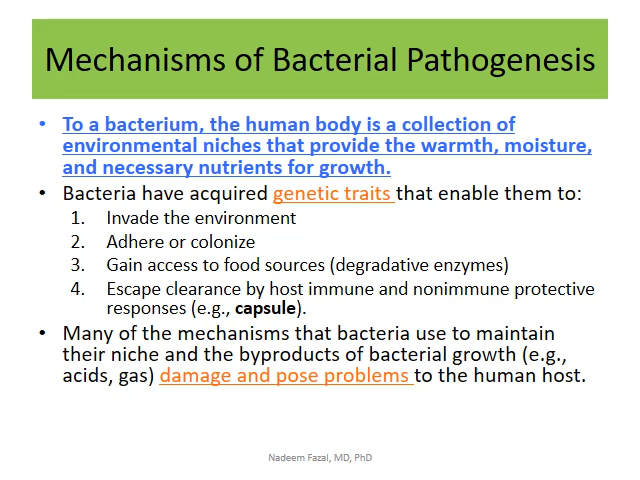 Mechanisms of Bacterial Pathogenesis
• To a bacterium, the human body is a collection of
environmental niches that provide the warmth, moisture,
and necessary nutrients for growth.
• Bacteria have acquired genetic traits that enable them to:
1. Invade the environment
2. Adhere or colonize
3. Gain access to food sources (degradative enzymes)
4. Escape clearance by host immune and nonimmune protective
responses (e.g., capsule).
• Many of the mechanisms that bacteria use to maintain
their niche and the byproducts of bacterial growth (e.g.,
acids, gas) damage and pose problems to the human host.
Nadeem Fazal, MD, PhD